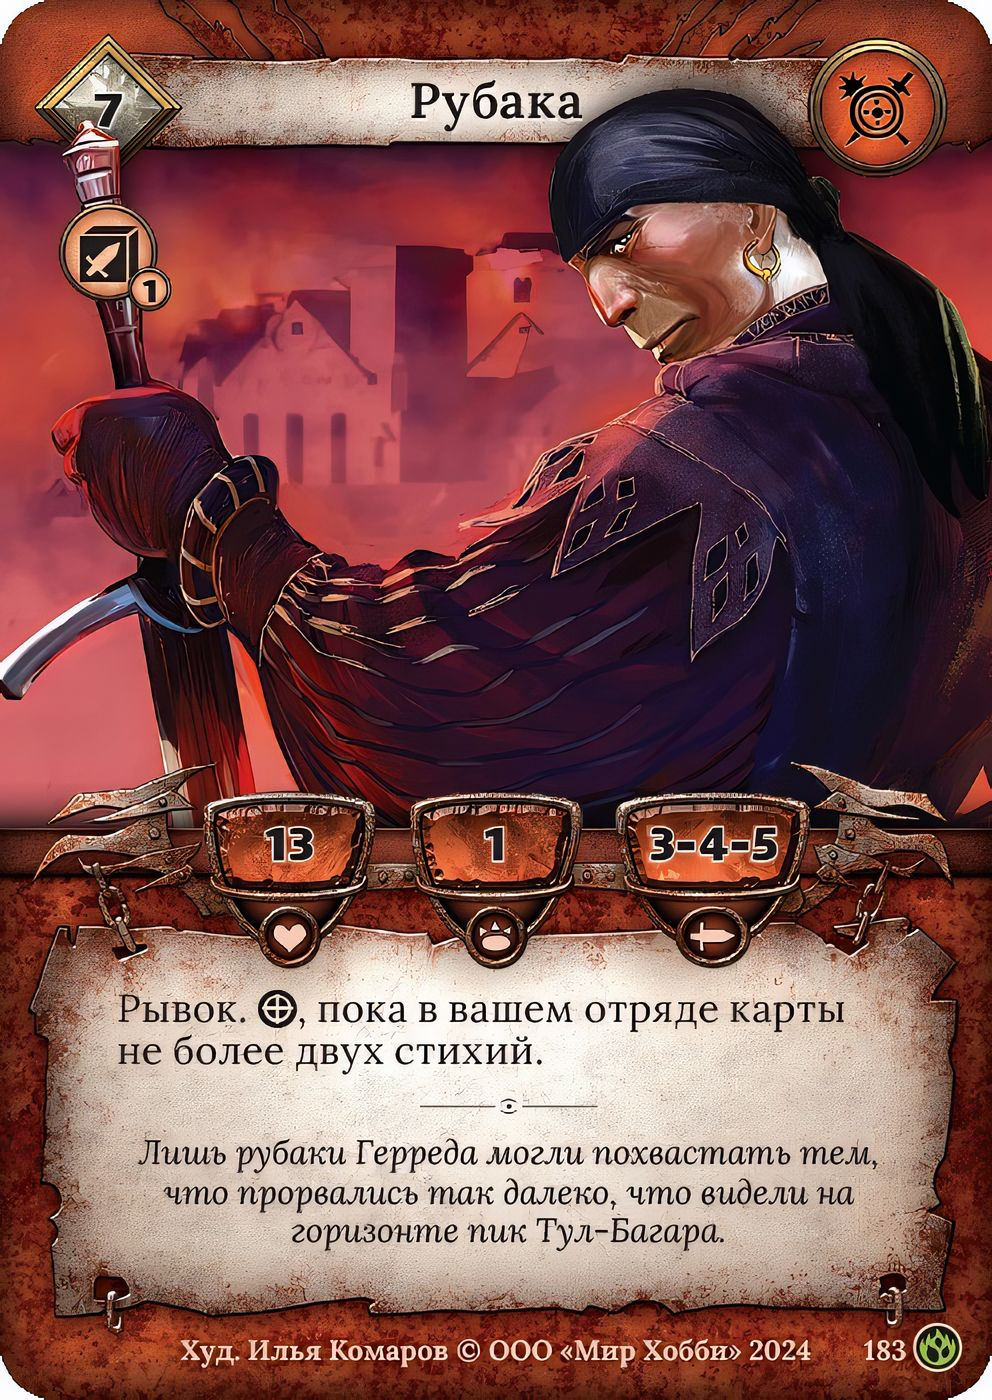 7
Рубака
1
13
1
3-4-5
Рывок. , пока в вашем отряде карты
не более двух стихий.
Лишь рубаки Герреда могли похвастать тем,
что прорвались так далеко, что видели на
горизонте пик Тул-Багара.
Худ. Илья Комаров © ООО «Мир Хобби» 2024
183